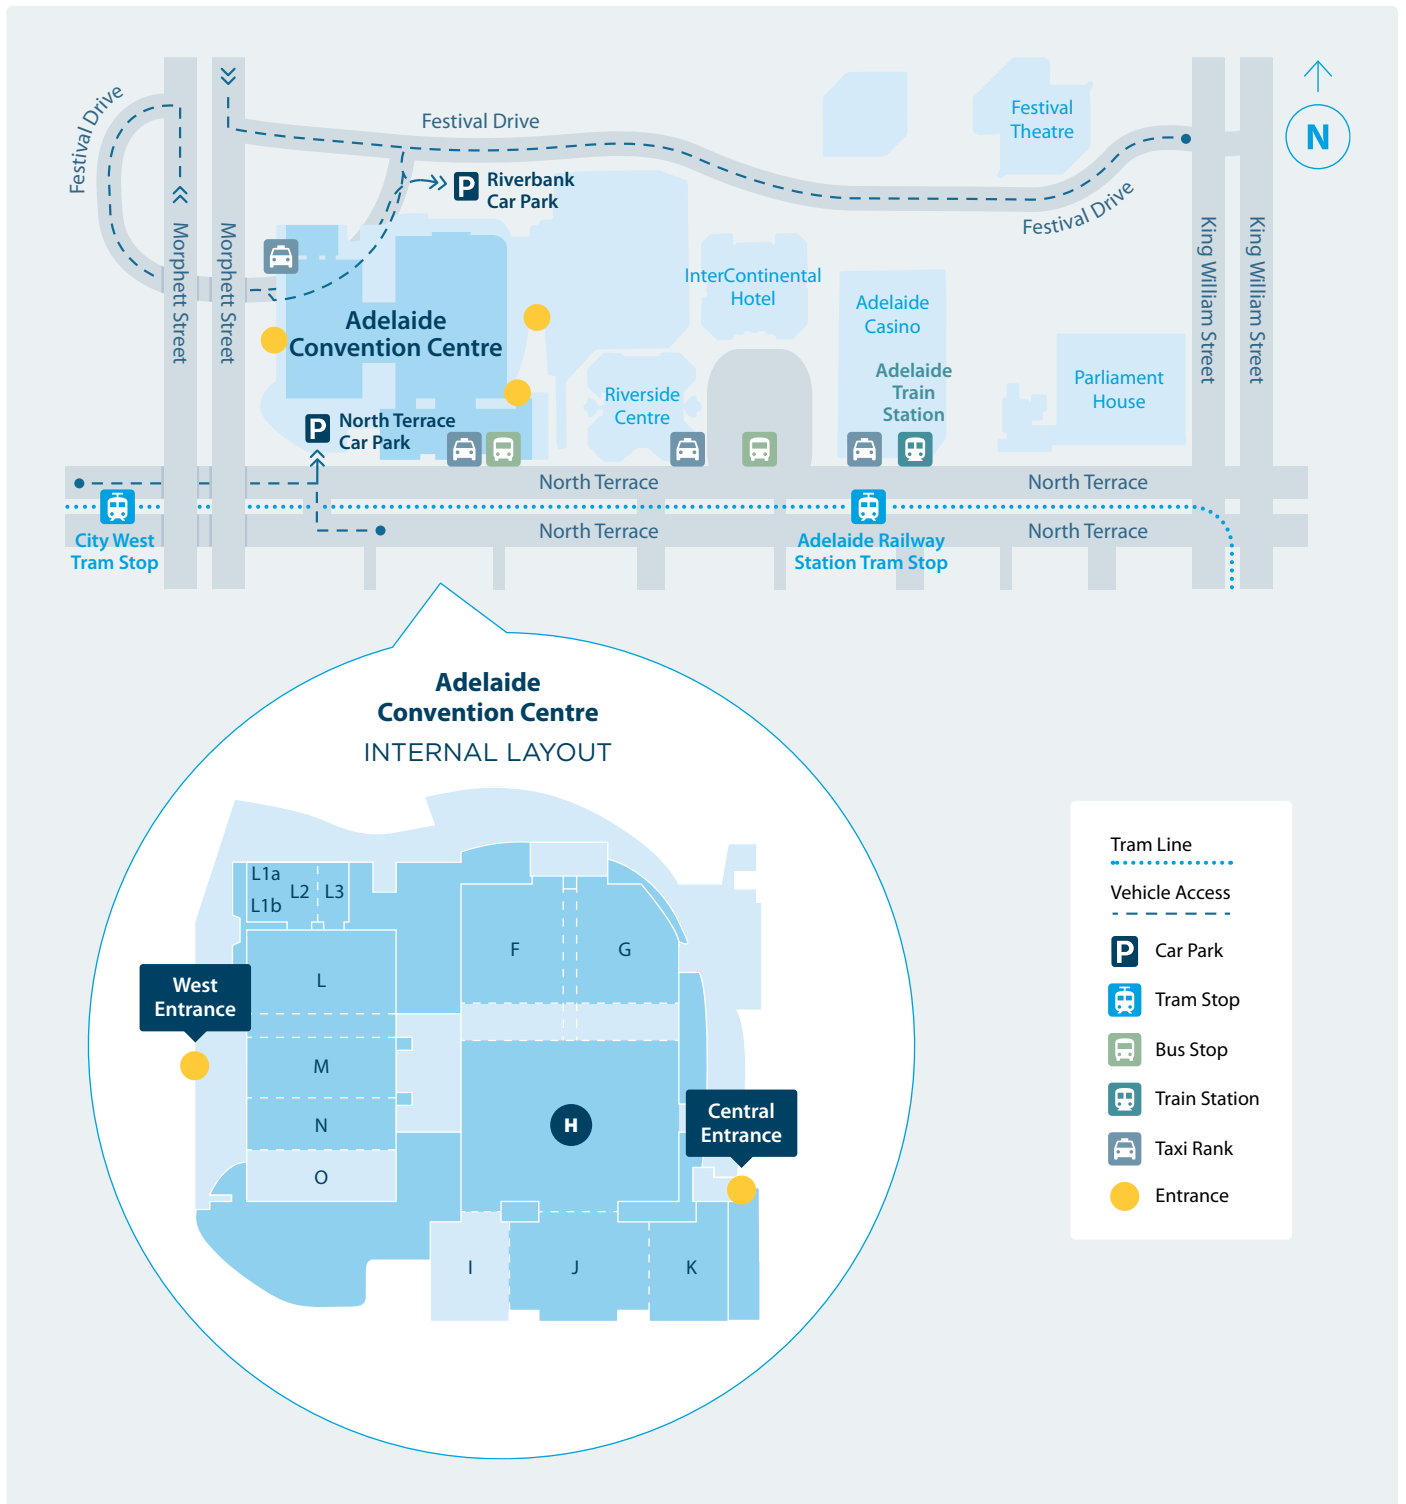 Festival Drive
Festival Drive
Festival
Theatre
N
P
Riverbank
Car Park
Festival Drive
Morphett Street
Morphett Street
King William Street
King William Street
InterContinental
Hotel
Adelaide
Casino
Adelaide
Convention Centre
Adelaide
Train
Station
Parliament
House
Riverside
Centre
P
North Terrace
Car Park
North Terrace
North Terrace
North Terrace
North Terrace
City West
Tram Stop
Adelaide Railway
Station Tram Stop
Adelaide
Convention Centre
INTERNAL LAYOUT
L1a
L1b
L2
L3
F
G
L
West
Entrance
M
N
H
Central
Entrance
O
I
J
K
Tram Line
Vehicle Access
P
Car Park
Tram Stop
Bus Stop
Train Station
Taxi Rank
Entrance